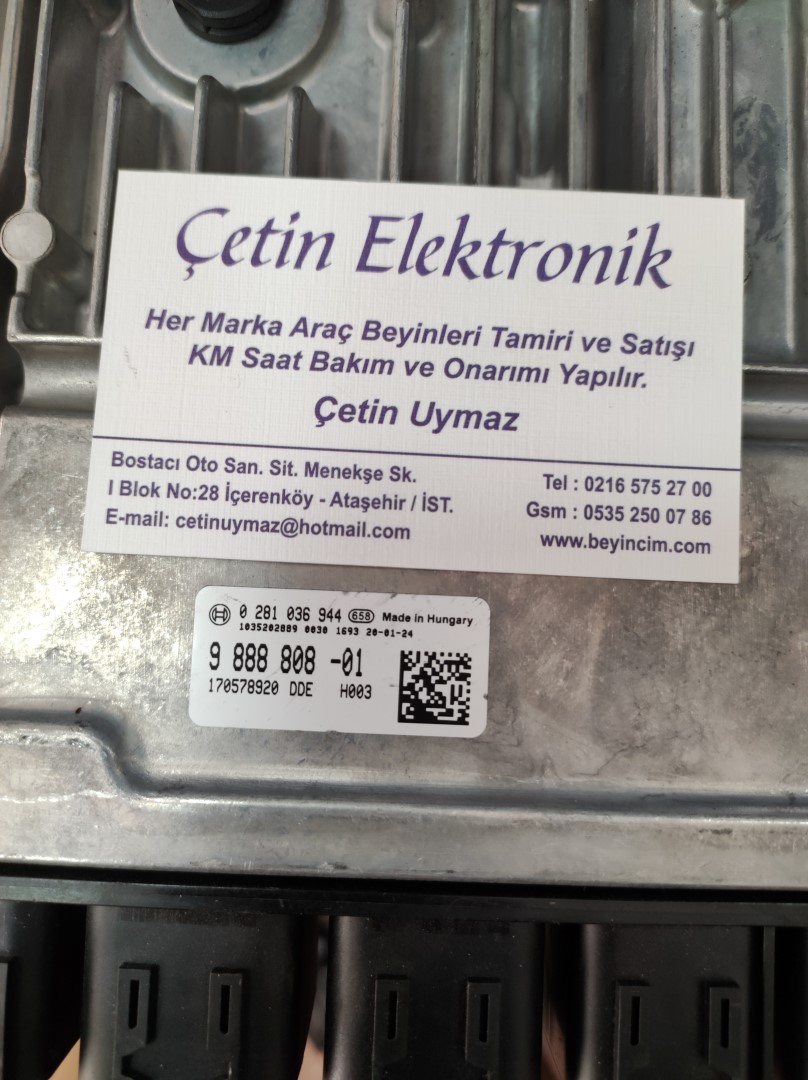 Çetin Elektronik
Her Marka Araç Beyinleri Tamiri ve Satışı
KM Saat Bakım ve Onarımı Yapılır.
Çetin Uymaz
Bostacı Oto San. Sit. Menekşe Sk.
I Blok No:28 İçerenköy - Ataşehir / İST.
E-mail: cetinuymaz@hotmail.com
Tel : 0216 575 27 00
Gsm : 0535 250 07 86
www.beyincim.com
0 281 036 944 658 Made in Hungary
1035202889 0030 1693 20-01-24
9 888 808 -01
170578920 DDE H003